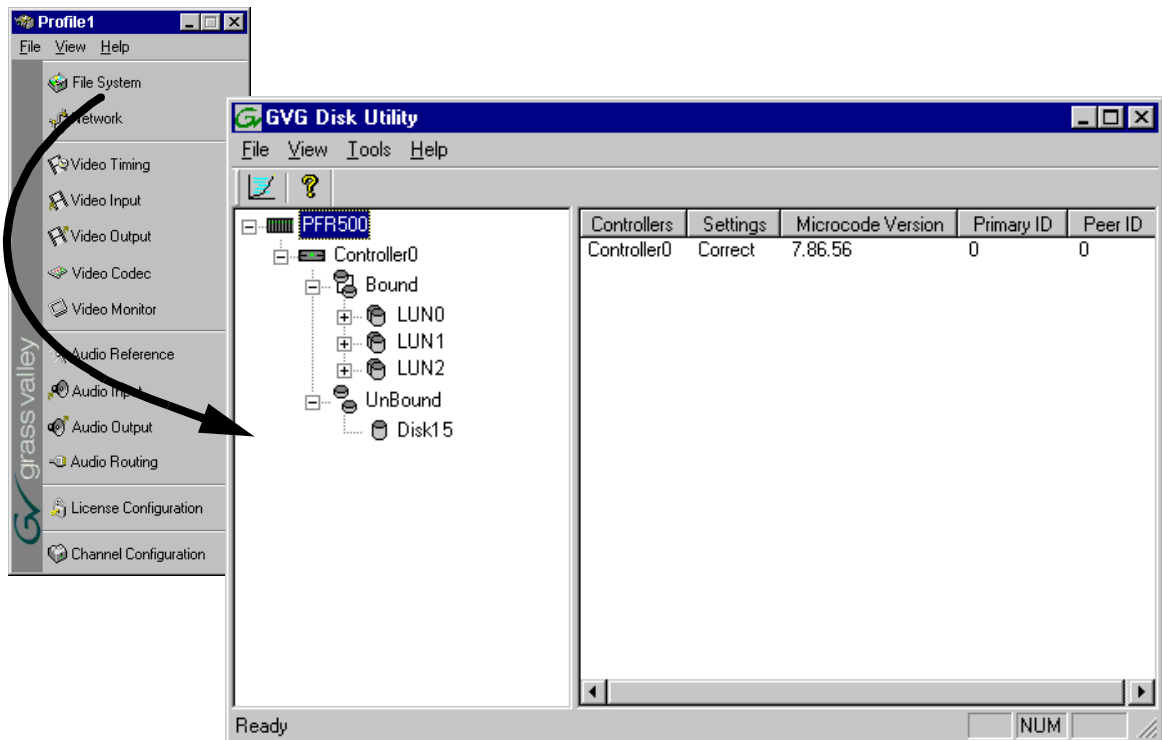 Profile1
File View Help
File System
Network
Video Timing
Video Input
Video Output
Video Codec
Video Monitor
Audio Reference
Audio Input
Audio Output
Audio Routing
License Configuration
Channel Configuration
grass valley
GVG Disk Utility
File View Tools Help
PFR500
Controller0
Bound
LUN0
LUN1
LUN2
UnBound
Disk15
Controllers Settings Microcode Version Primary ID Peer ID
Controller0 Correct 7.86.56 0 0
Ready
NUM